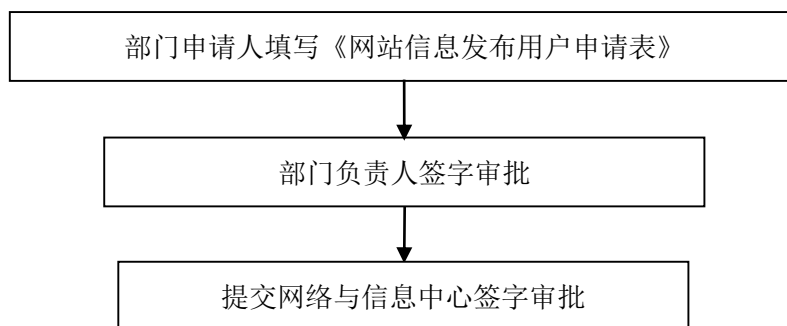 部门申请人填写《网站信息发布用户申请表》
部门负责人签字审批
提交网络与信息中心签字审批